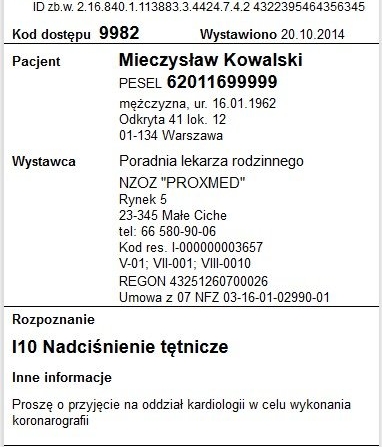 ID zb.w. 2.16.840.1.113883.3.4424.7.4.2 4322395464356345
Kod dostępu 9982 Wystawiono 20.10.2014
Pacjent Mieczysław Kowalski
PESEL 62011699999
mężczyzna, ur. 16.01.1962
Odkryta 41 lok. 12
01-134 Warszawa
Wystawca Poradnia lekarza rodzinnego
NZOZ "PROXMED"
Rynek 5
23-345 Małe Ciche
tel: 66 580-90-06
Kod res. I-000000003657
V-01; VII-001; VIII-0010
REGON 43251260700026
Umowa z 07 NFZ 03-16-01-02990-01
Rozpoznanie
I10 Nadciśnienie tętnicze
Inne informacje
Proszę o przyjęcie na oddział kardiologii w celu wykonania
koronarografii